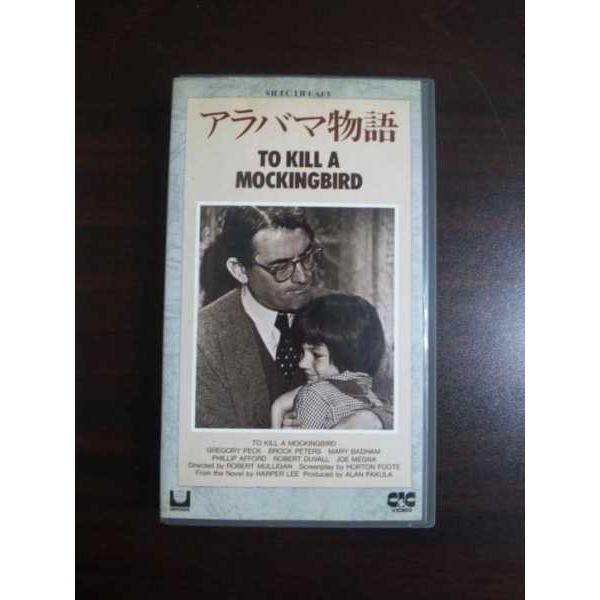 VIDEO LIBRARY
アラバマ物語
TO KILL A
MOCKINGBIRD
TO KILL A MOCKINGBIRD
GREGORY PECK BROCK PETERS MARY BADHAM
PHILLIP AFFORD ROBERT DUVALL JOE MEGNA
Directed by ROBERT MULLIGAN Screenplay by HORTON FOOTE
From the Novel by HARPER LEE Produced by ALAN PAKULA
CIC
VIDEO